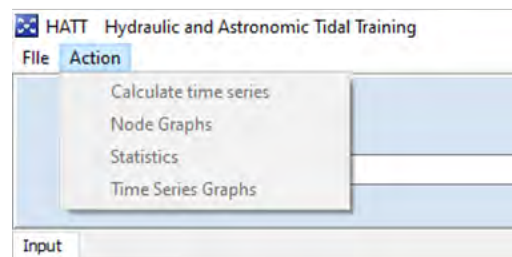 HATT Hydraulic and Astronomic Tidal Training
FIle Action
Calculate time series
Node Graphs
Statistics
Time Series Graphs
Input